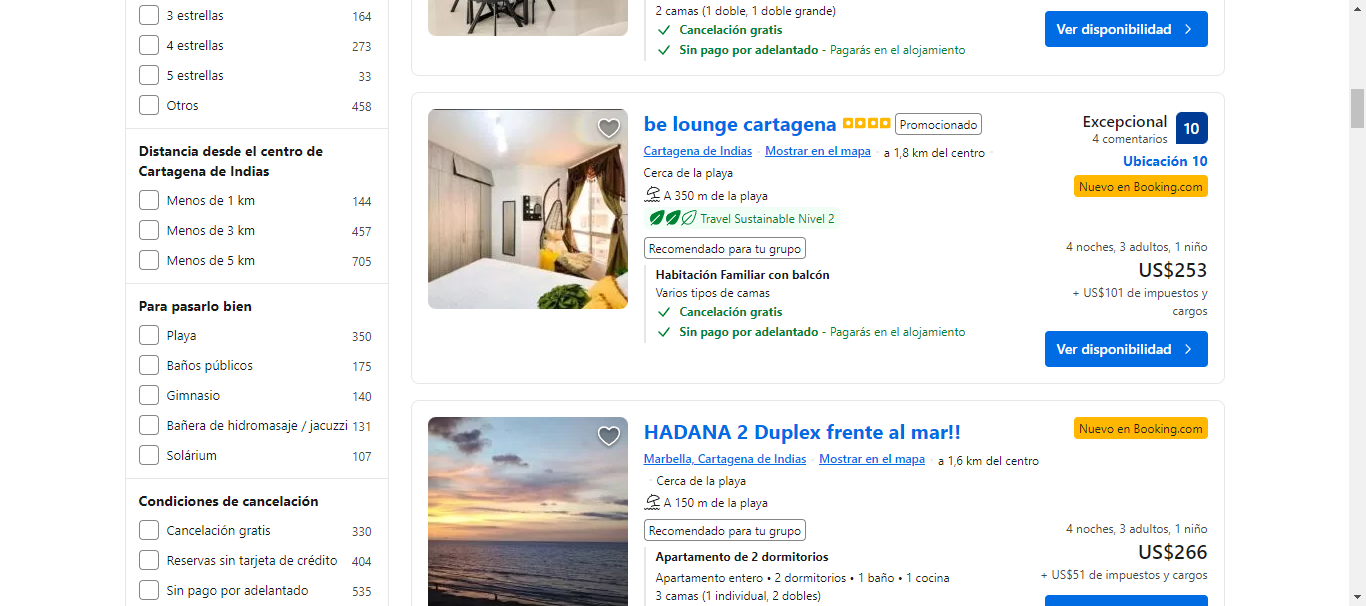 3 estrellas 164
4 estrellas 273
5 estrellas 33
Otros 458
Distancia desde el centro de
Cartagena de Indias
Menos de 1 km 144
Menos de 3 km 457
Menos de 5 km 705
Para pasarlo bien
Playa 350
Baños públicos 175
Gimnasio 140
Bañera de hidromasaje / jacuzzi 131
Solárium 107
Condiciones de cancelación
Cancelación gratis 330
Reservas sin tarjeta de crédito 404
Sin pago por adelantado 535
2 camas (1 doble, 1 doble grande)
Cancelación gratis
Sin pago por adelantado - Pagarás en el alojamiento
Ver disponibilidad
be lounge cartagena Promocionado
Cartagena de Indias Mostrar en el mapa a 1,8 km del centro
Cerca de la playa
A 350 m de la playa
Travel Sustainable Nivel 2
Recomendado para tu grupo
Habitación Familiar con balcón
Varios tipos de camas
Cancelación gratis
Sin pago por adelantado - Pagarás en el alojamiento
Excepcional 10
4 comentarios
Ubicación 10
Nuevo en Booking.com
4 noches, 3 adultos, 1 niño
US$253
+ US$101 de impuestos y
cargos
Ver disponibilidad
HADANA 2 Duplex frente al mar!!
Marbella, Cartagena de Indias Mostrar en el mapa a 1,6 km del centro
Cerca de la playa
A 150 m de la playa
Recomendado para tu grupo
Apartamento de 2 dormitorios
Apartamento entero • 2 dormitorios • 1 baño • 1 cocina
3 camas (1 individual, 2 dobles)
Nuevo en Booking.com
4 noches, 3 adultos, 1 niño
US$266
+ US$51 de impuestos y cargos